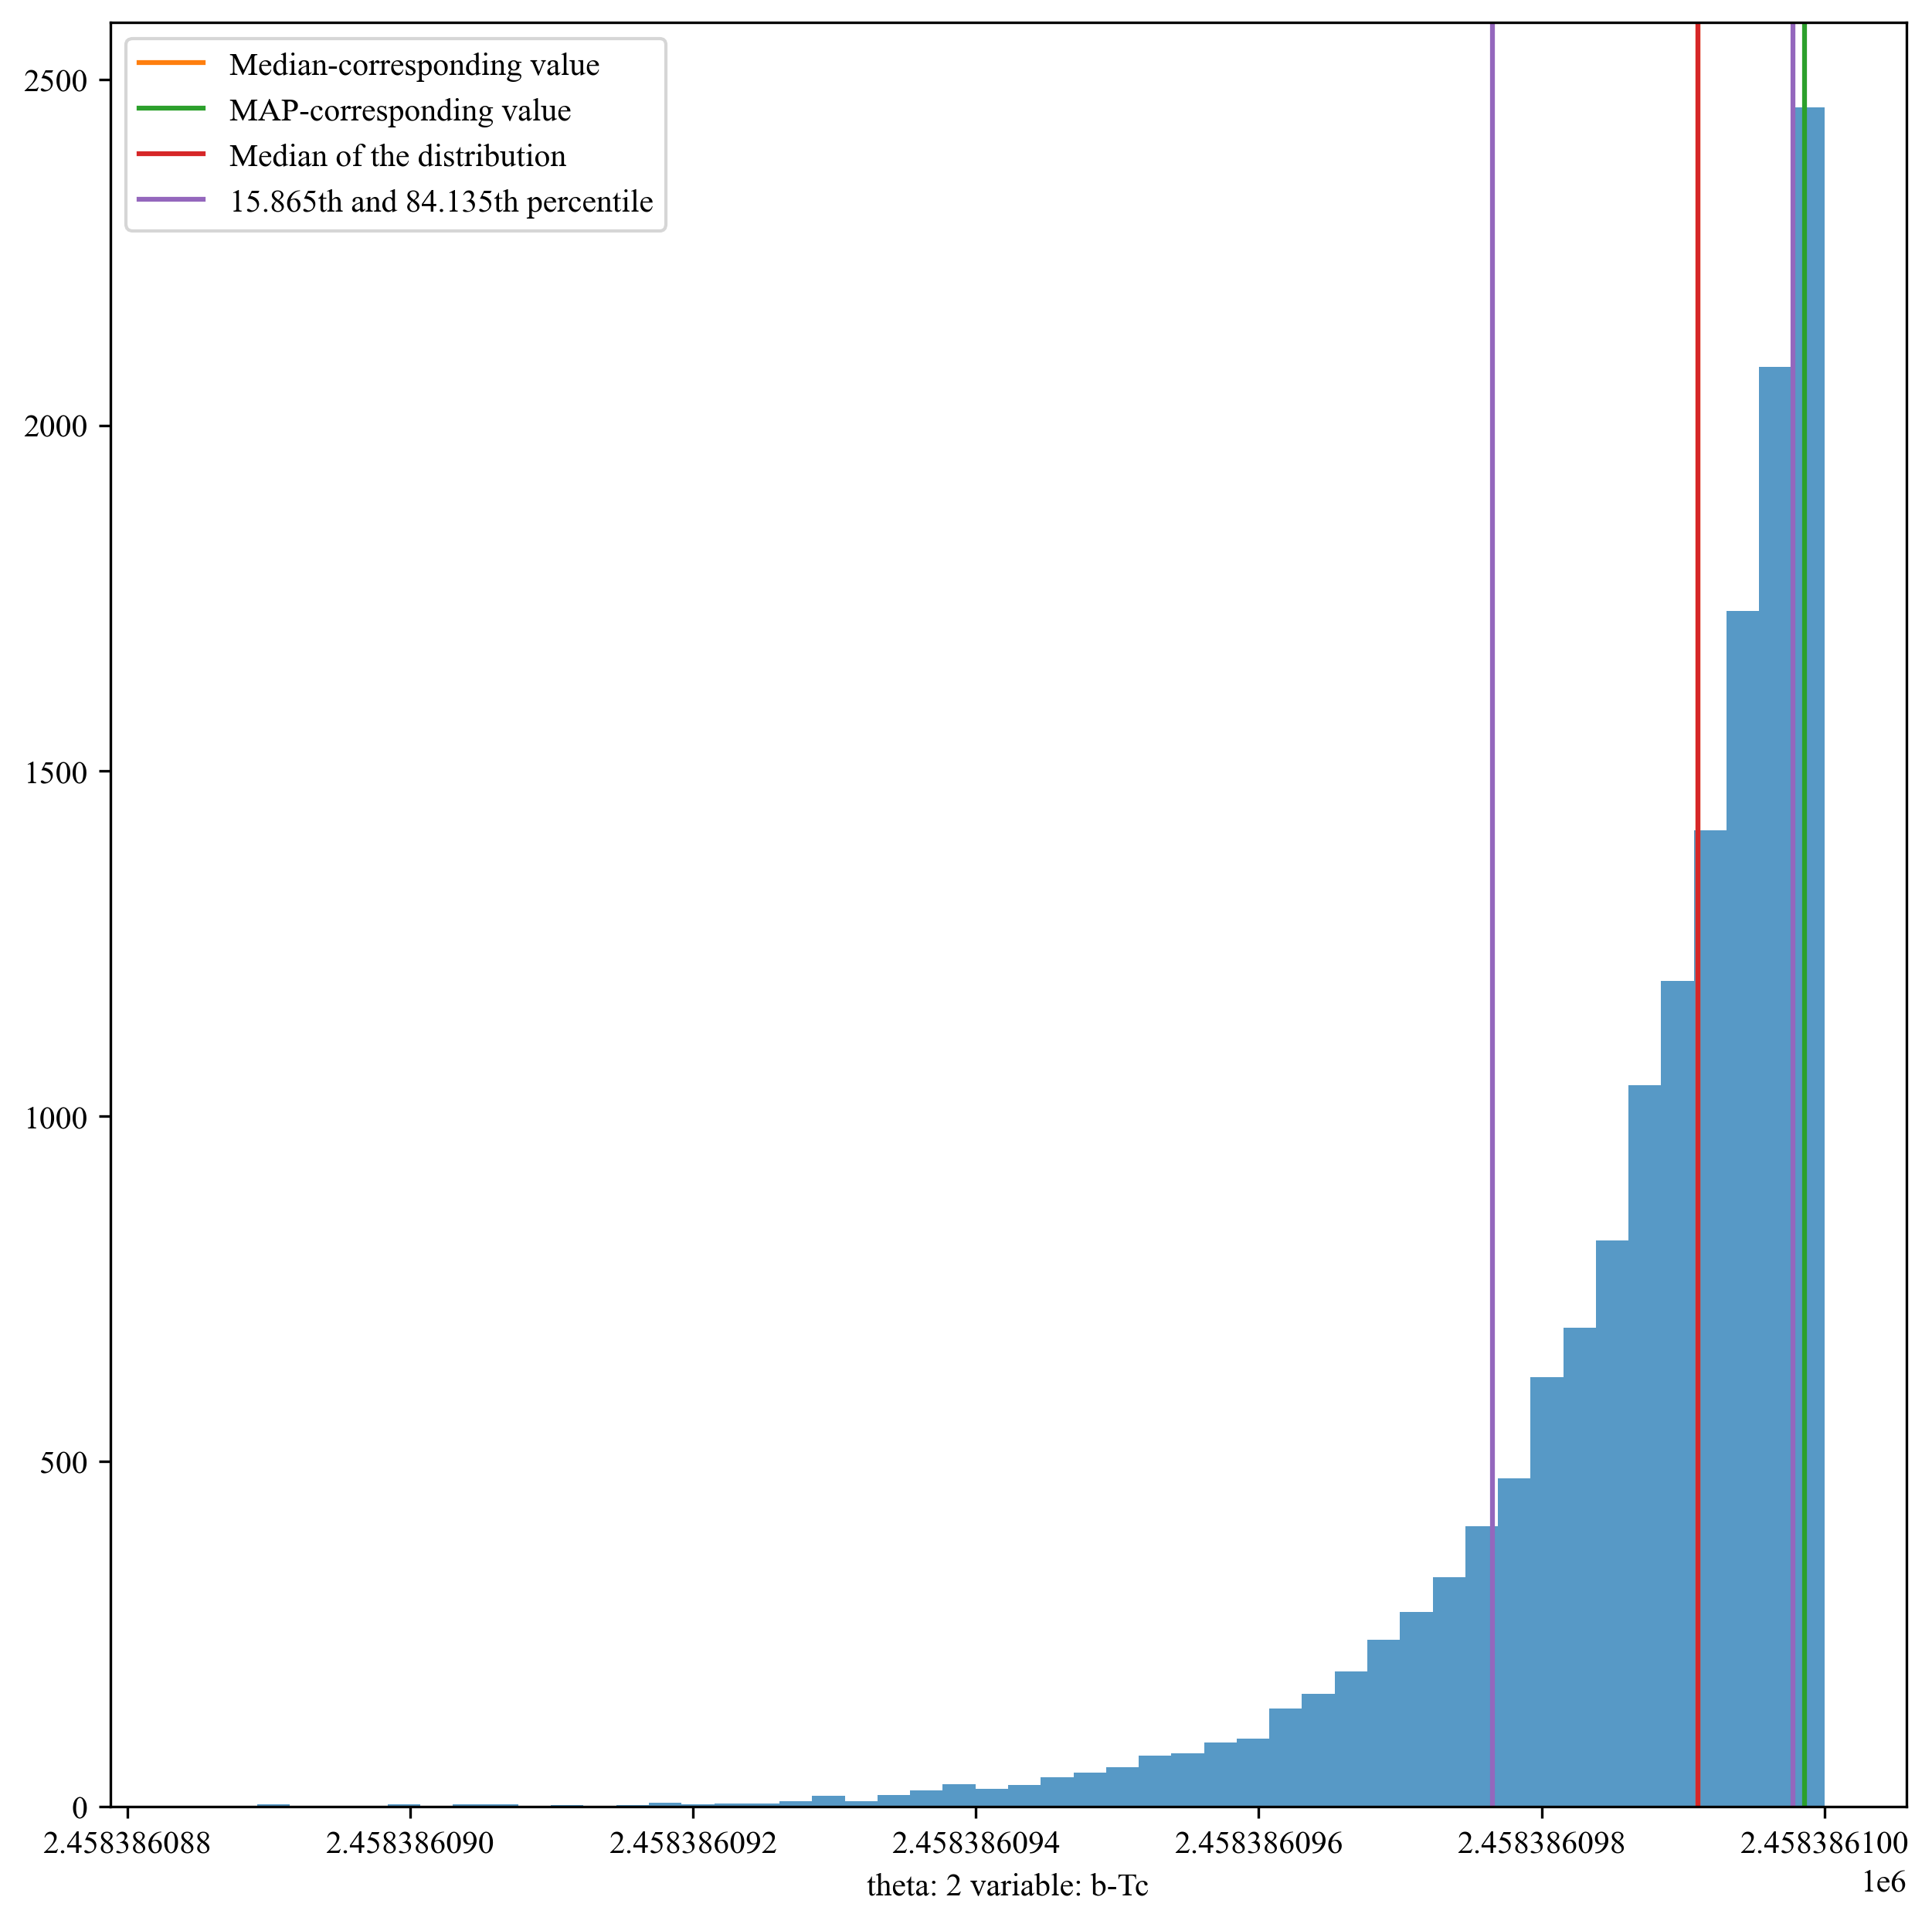 Median-corresponding value
MAP-corresponding value
Median of the distribution
15.865th and 84.135th percentile
2500
2000
1500
1000
500
0
2.458386088 2.458386090 2.458386092 2.458386094 2.458386096 2.458386098 2.458386100
1e6
theta: 2 variable: b-Tc